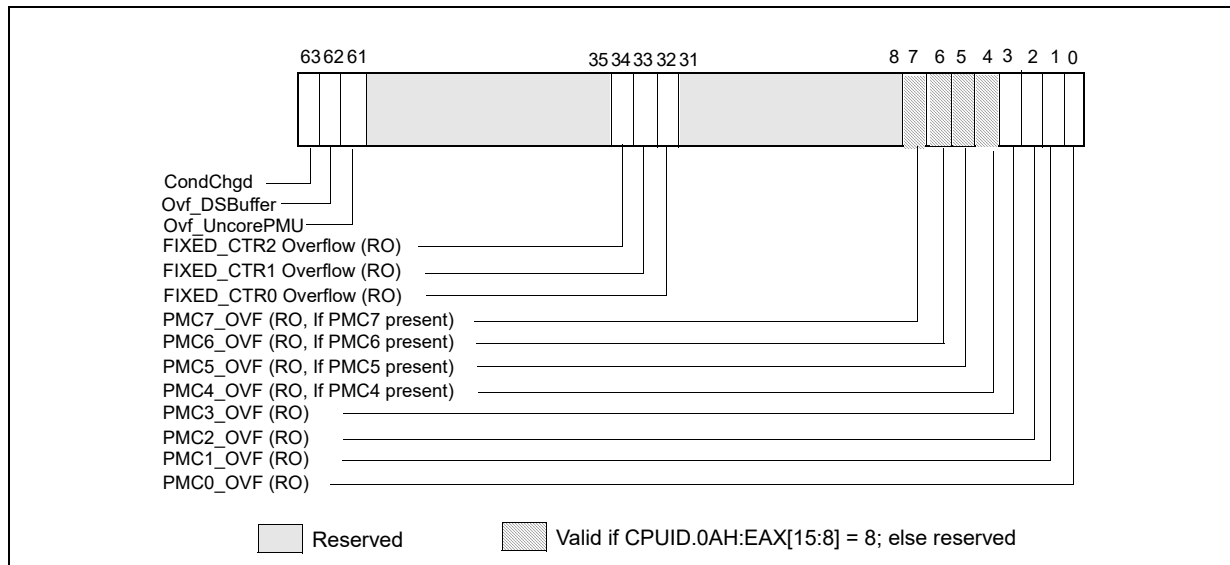 63 62 61 35 34 33 32 31 8 7 6 5 4 3 2 1 0
CondChgd
Ovf_DSBuffer
Ovf_UncorePMU
FIXED_CTR2 Overflow (RO)
FIXED_CTR1 Overflow (RO)
FIXED_CTR0 Overflow (RO)
PMC7_OVF (RO, If PMC7 present)
PMC6_OVF (RO, If PMC6 present)
PMC5_OVF (RO, If PMC5 present)
PMC4_OVF (RO, If PMC4 present)
PMC3_OVF (RO)
PMC2_OVF (RO)
PMC1_OVF (RO)
PMC0_OVF (RO)
Reserved Valid if CPUID.0AH:EAX[15:8] = 8; else reserved